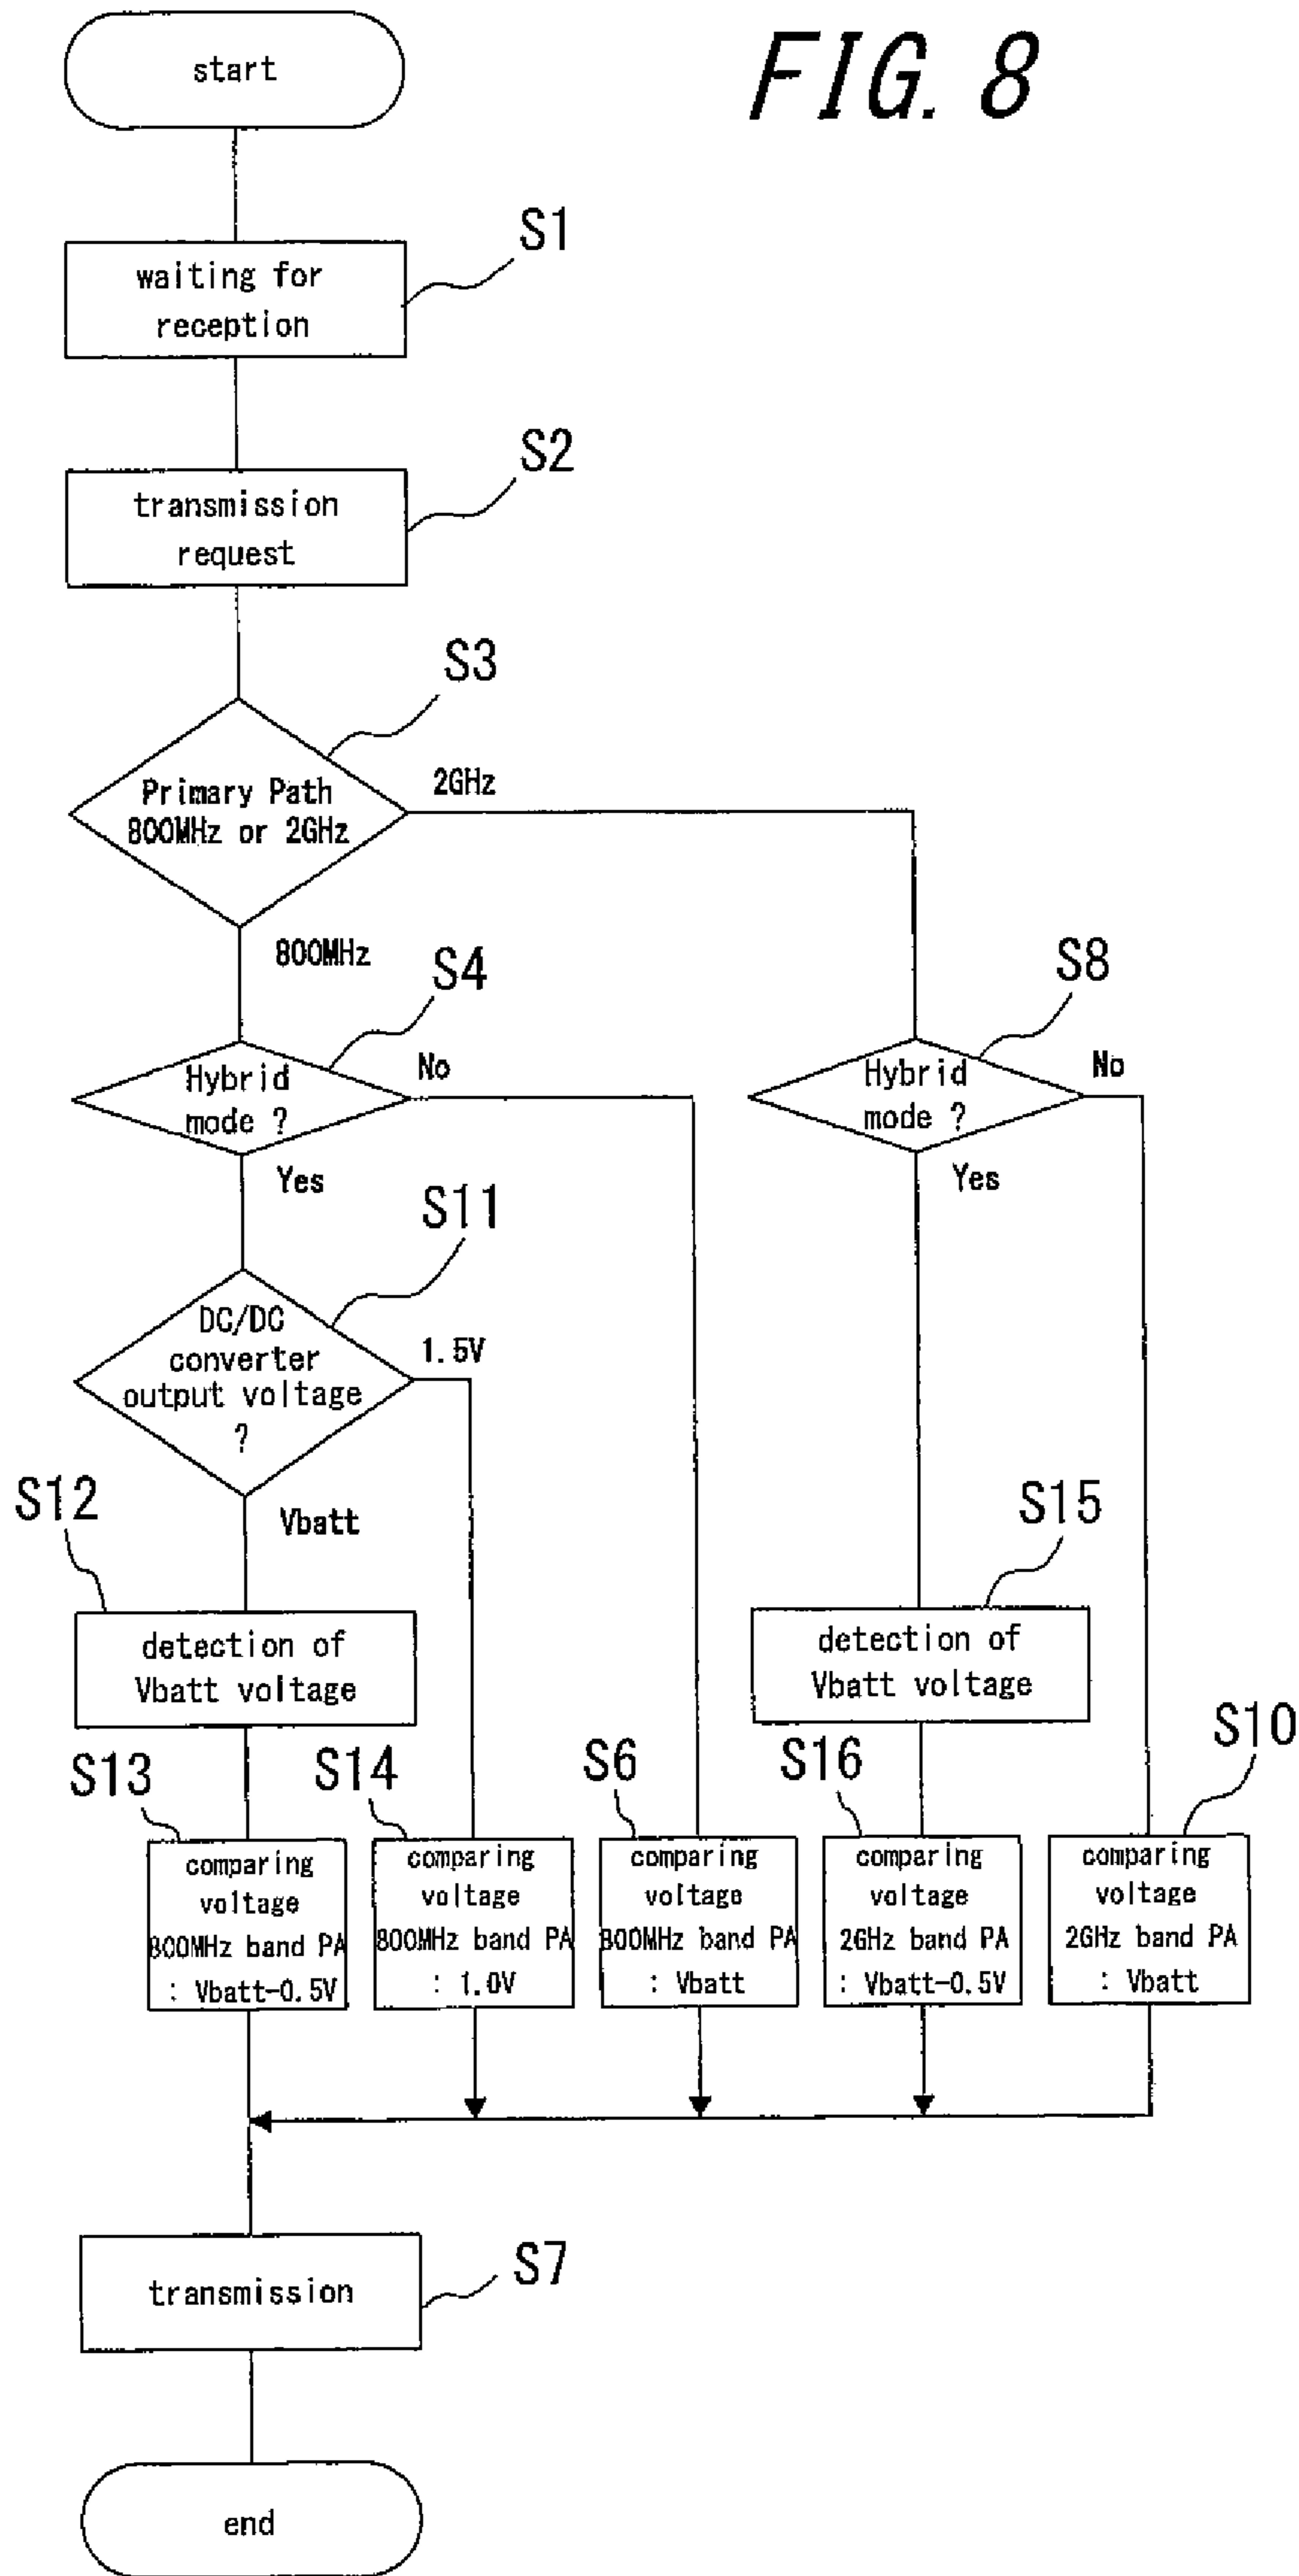 FIG. 8
start
S1
waiting for
reception
S2
transmission
request
S3
Primary Path
800MHz or 2GHz
2GHz
800MHz
S4
Hybrid
mode ?
No
Yes
S8
Hybrid
mode ?
No
Yes
S11
DC/DC
converter
output voltage
?
1.5V
Vbatt
S12
detection of
Vbatt voltage
S15
detection of
Vbatt voltage
S13
comparing
voltage
800MHz band PA
: Vbatt-0.5V
S14
comparing
voltage
800MHz band PA
: 1.0V
S6
comparing
voltage
800MHz band PA
: Vbatt
S16
comparing
voltage
2GHz band PA
: Vbatt-0.5V
S10
comparing
voltage
2GHz band PA
: Vbatt
S7
transmission
end